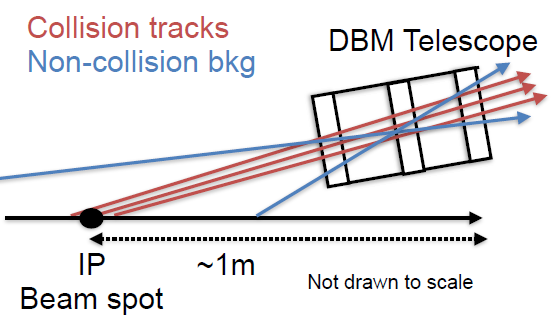 Collision tracks
Non-collision bkg
DBM Telescope
IP
~1m
Not drawn to scale
Beam spot